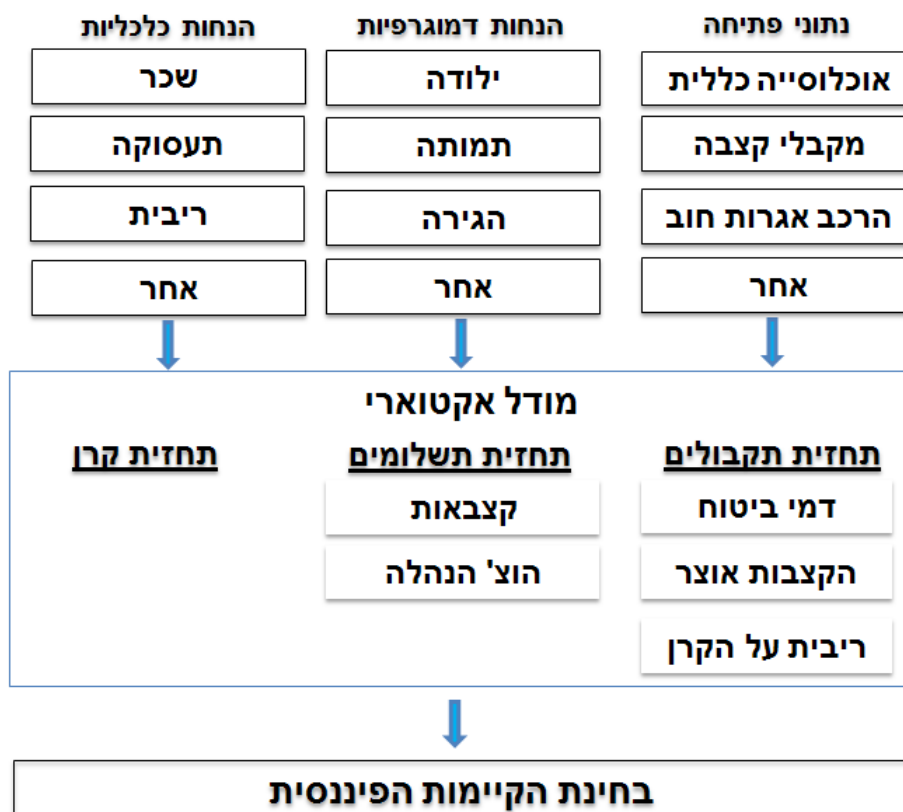 נתוני פתיחה
אוכלוסייה כללית
מקבלי קצבה
הרכב אגרות חוב
אחר
הנחות דמוגרפיות
ילודה
תמותה
הגירה
אחר
הנחות כלכליות
שכר
תעסוקה
ריבית
אחר
מודל אקטוארי
תחזית תקבולים
דמי ביטוח
הקצבות אוצר
ריבית על הקרן
תחזית תשלומים
קצבאות
הוצ' הנהלה
תחזית קרן
בחינת הקיימות הפיננסית